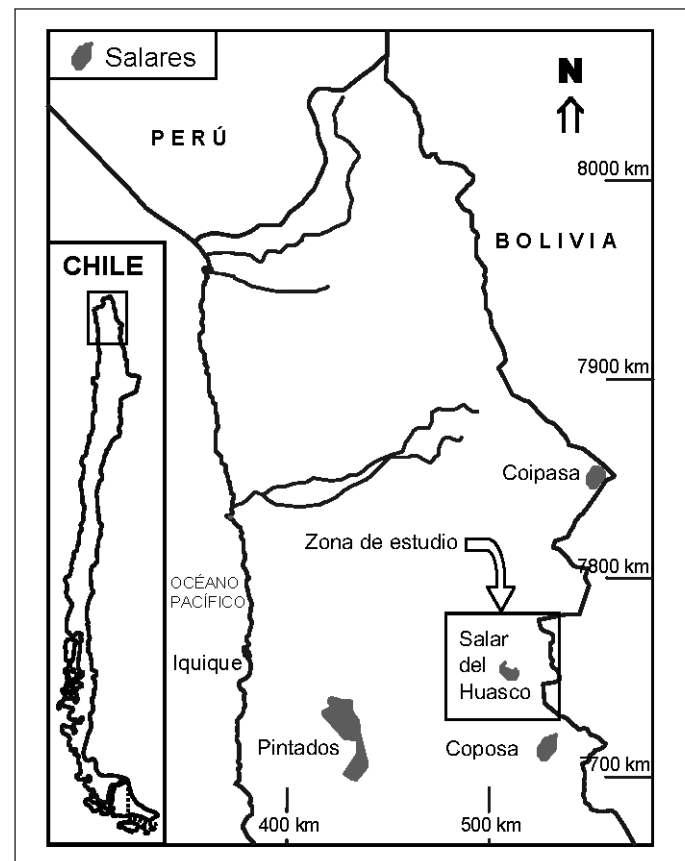 Salares
N
PERÚ
8000 km
BOLIVIA
CHILE
7900 km
Coipasa
Zona de estudio
7800 km
OCÉANO
PACÍFICO
Salar
del
Huasco
Iquique
Pintados
Coposa
7700 km
400 km
500 km